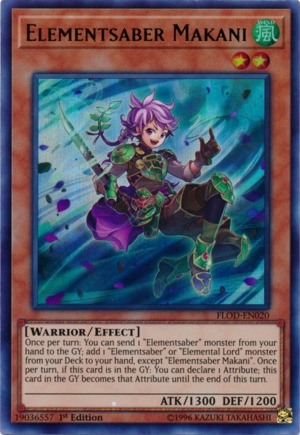 ELEMENTSABER MAKANI
WIND
風
FLOD-EN020
[WARRIOR/EFFECT]
Once per turn: You can send 1 "Elementsaber" monster from
your hand to the GY; add 1 "Elementsaber" or "Elemental Lord" monster
from your Deck to your hand, except "Elementsaber Makani". Once
per turn, if this card is in the GY: You can declare 1 Attribute; this
card in the GY becomes that Attribute until the end of this turn.
ATK/1300 DEF/1200
19036557 1st Edition ©1996 KAZUKI TAKAHASHI